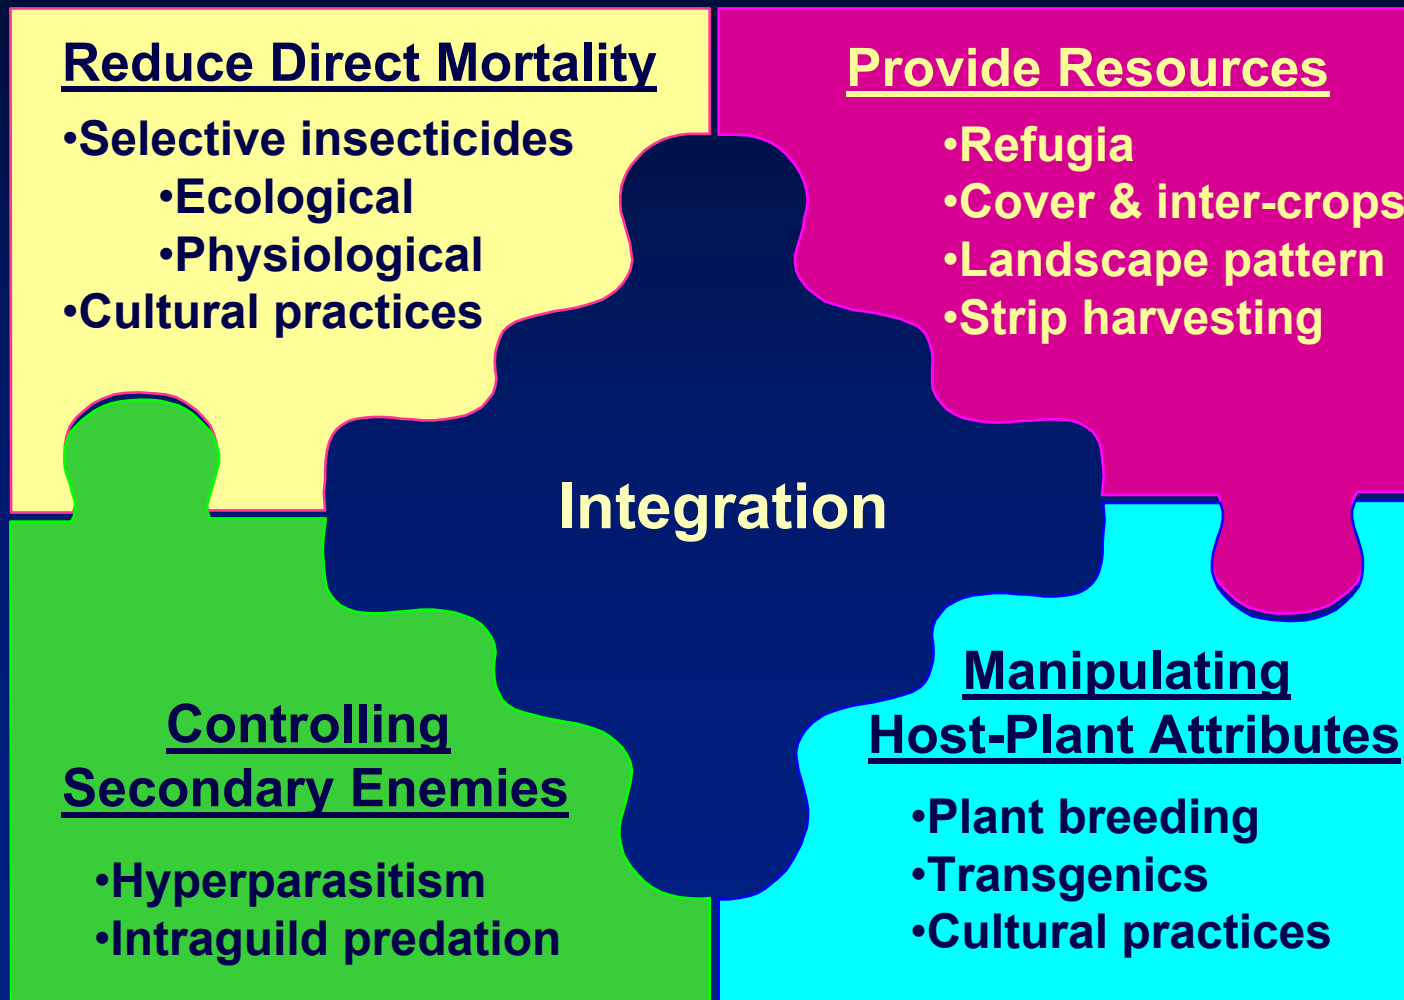 Reduce Direct Mortality
•Selective insecticides
•Ecological
•Physiological
•Cultural practices
Provide Resources
•Refugia
•Cover & inter-crops
•Landscape pattern
•Strip harvesting
Integration
Controlling
Secondary Enemies
•Hyperparasitism
•Intraguild predation
Manipulating
Host-Plant Attributes
•Plant breeding
•Transgenics
•Cultural practices